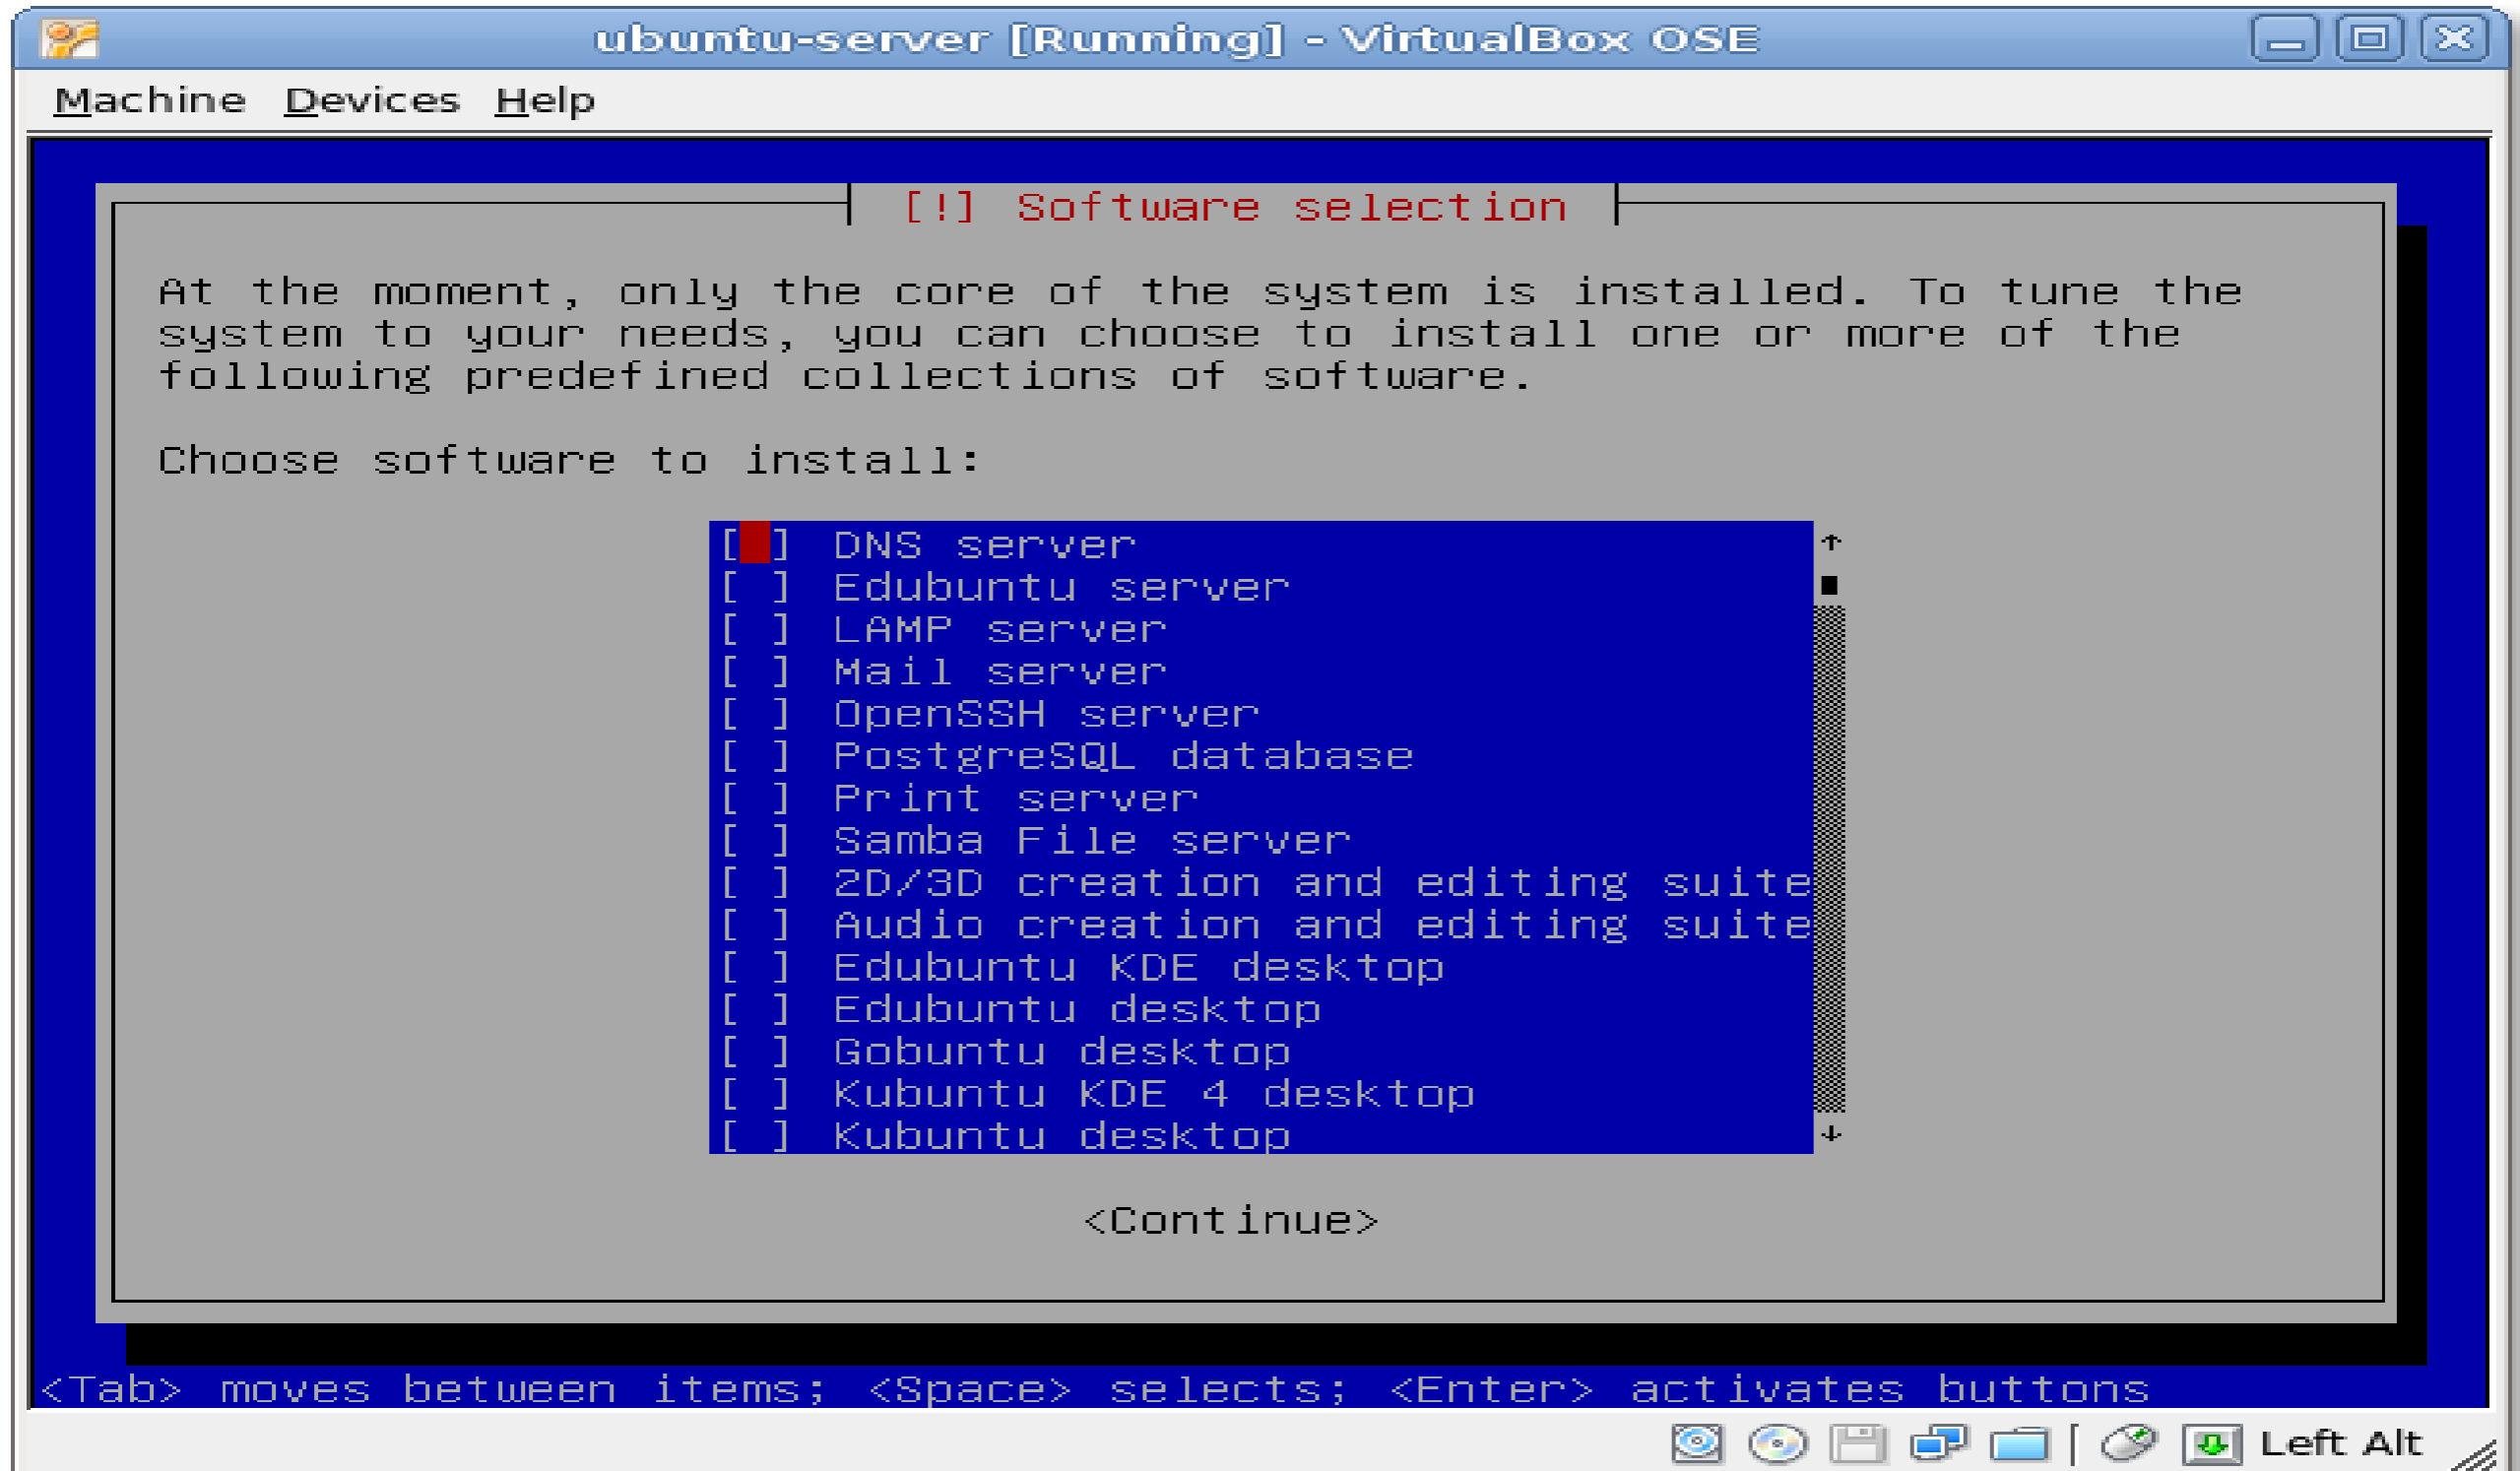 ubuntu-server [Running] - VirtualBox OSE
Machine Devices Help
[!] Software selection
At the moment, only the core of the system is installed. To tune the
system to your needs, you can choose to install one or more of the
following predefined collections of software.
Choose software to install:
[ ] DNS server
[ ] Edubuntu server
[ ] LAMP server
[ ] Mail server
[ ] OpenSSH server
[ ] PostgreSQL database
[ ] Print server
[ ] Samba File server
[ ] 2D/3D creation and editing suite
[ ] Audio creation and editing suite
[ ] Edubuntu KDE desktop
[ ] Edubuntu desktop
[ ] Gobuntu desktop
[ ] Kubuntu KDE 4 desktop
[ ] Kubuntu desktop
<Continue>
<Tab> moves between items; <Space> selects; <Enter> activates buttons
Left Alt